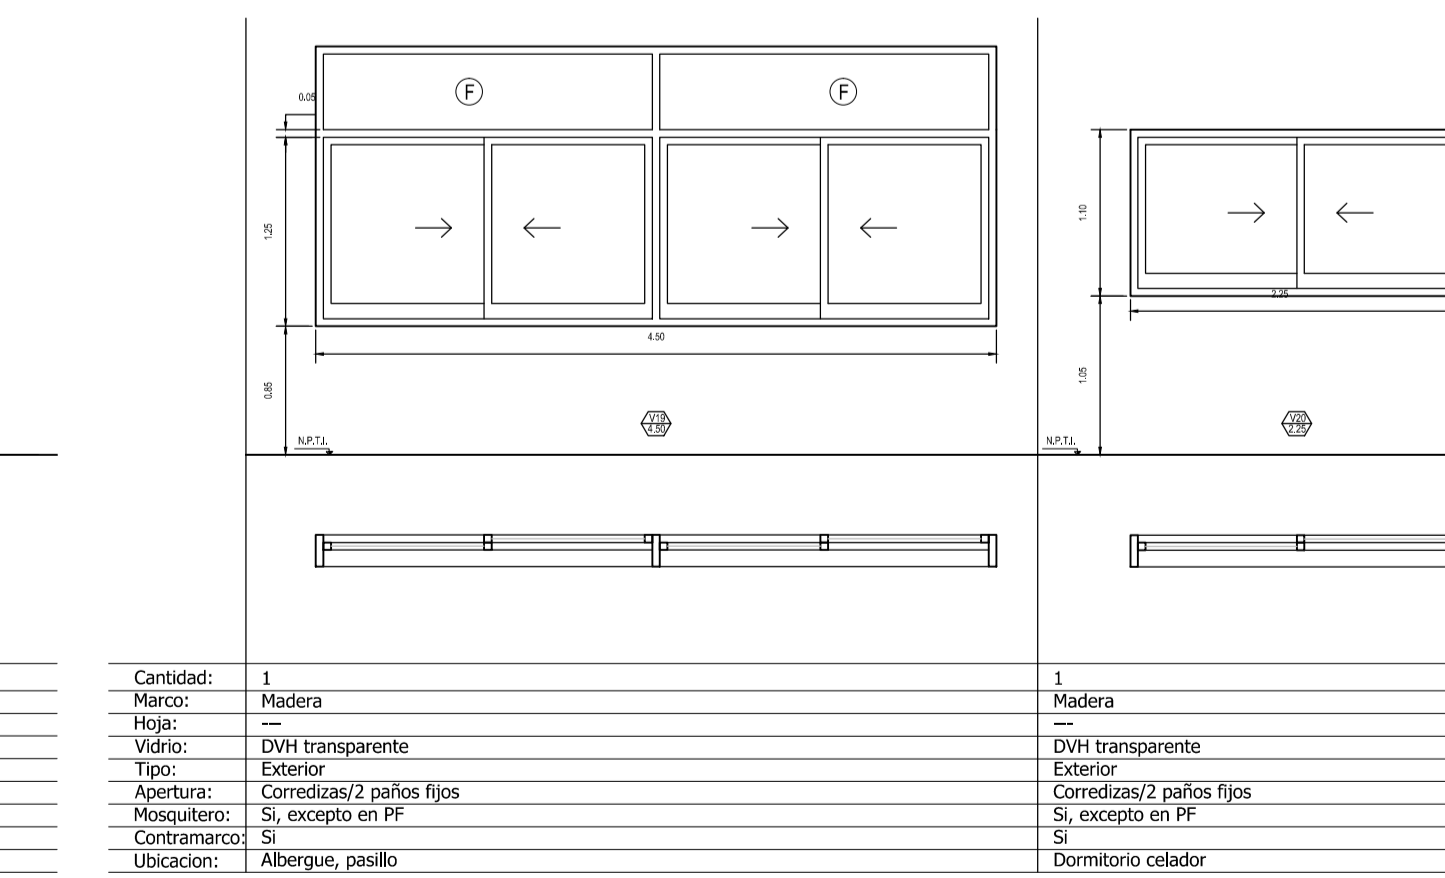 F
F
0.05
1.25
4.50
0.85
V19
4.50
N.P.T.I.
1.10
2.25
1.05
V20
2.25
N.P.T.I.
Cantidad: 1 1
Marco: Madera Madera
Hoja: --- ---
Vidrio: DVH transparente DVH transparente
Tipo: Exterior Exterior
Apertura: Corredizas/2 paños fijos Corredizas/2 paños fijos
Mosquitero: Si, excepto en PF Si, excepto en PF
Contramarco: Si Si
Ubicacion: Albergue, pasillo Dormitorio celador